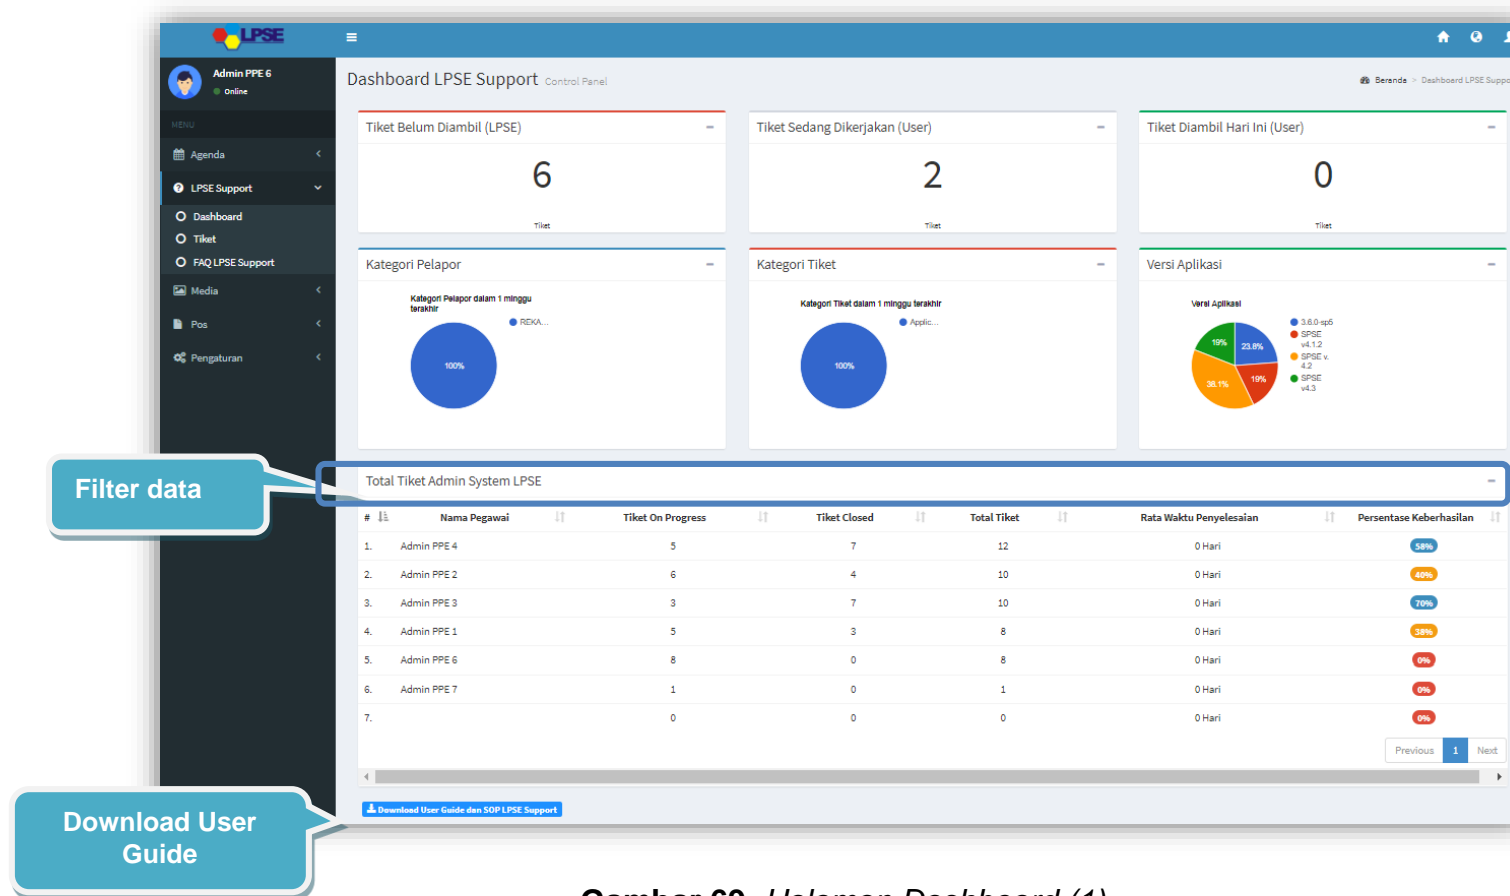 LPSE
Admin PPE 6
Online
MENU
Agenda
LPSE Support
Dashboard
Tiket
FAQ LPSE Support
Media
Pos
Pengaturan
Dashboard LPSE Support Control Panel
Beranda > Dashboard LPSE Suppo
Tiket Belum Diambil (LPSE)
6
Tiket
Tiket Sedang Dikerjakan (User)
2
Tiket
Tiket Diambil Hari Ini (User)
0
Tiket
Kategori Pelapor
Kategori Pelapor dalam 1 minggu
terakhir
REKA...
100%
Kategori Tiket
Kategori Tiket dalam 1 minggu terakhir
Applic...
100%
Versi Aplikasi
Versi Aplikasi
3.6.0-sp5
SPSE
v4.1.2
SPSE v.
4.2
SPSE
v4.3
19%
23.8%
38.1%
19%
Filter data
Total Tiket Admin System LPSE
# Nama Pegawai Tiket On Progress Tiket Closed Total Tiket Rata Waktu Penyelesaian Persentase Keberhasilan
1. Admin PPE 4 5 7 12 0 Hari 58%
2. Admin PPE 2 6 4 10 0 Hari 40%
3. Admin PPE 3 3 7 10 0 Hari 70%
4. Admin PPE 1 5 3 8 0 Hari 38%
5. Admin PPE 6 8 0 8 0 Hari 0%
6. Admin PPE 7 1 0 1 0 Hari 0%
7. 0 0 0 0 Hari 0%
Previous 1 Next
Download User Guide dan SOP LPSE Support
Download User
Guide
Gambar 69. Halaman Dashboard (1)